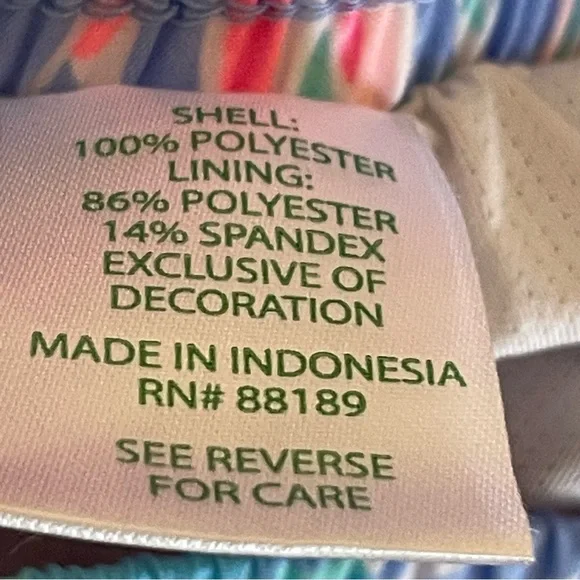 SHELL:
100% POLYESTER
LINING:
86% POLYESTER
14% SPANDEX
EXCLUSIVE OF
DECORATION
MADE IN INDONESIA
RN# 88189
SEE REVERSE
FOR CARE